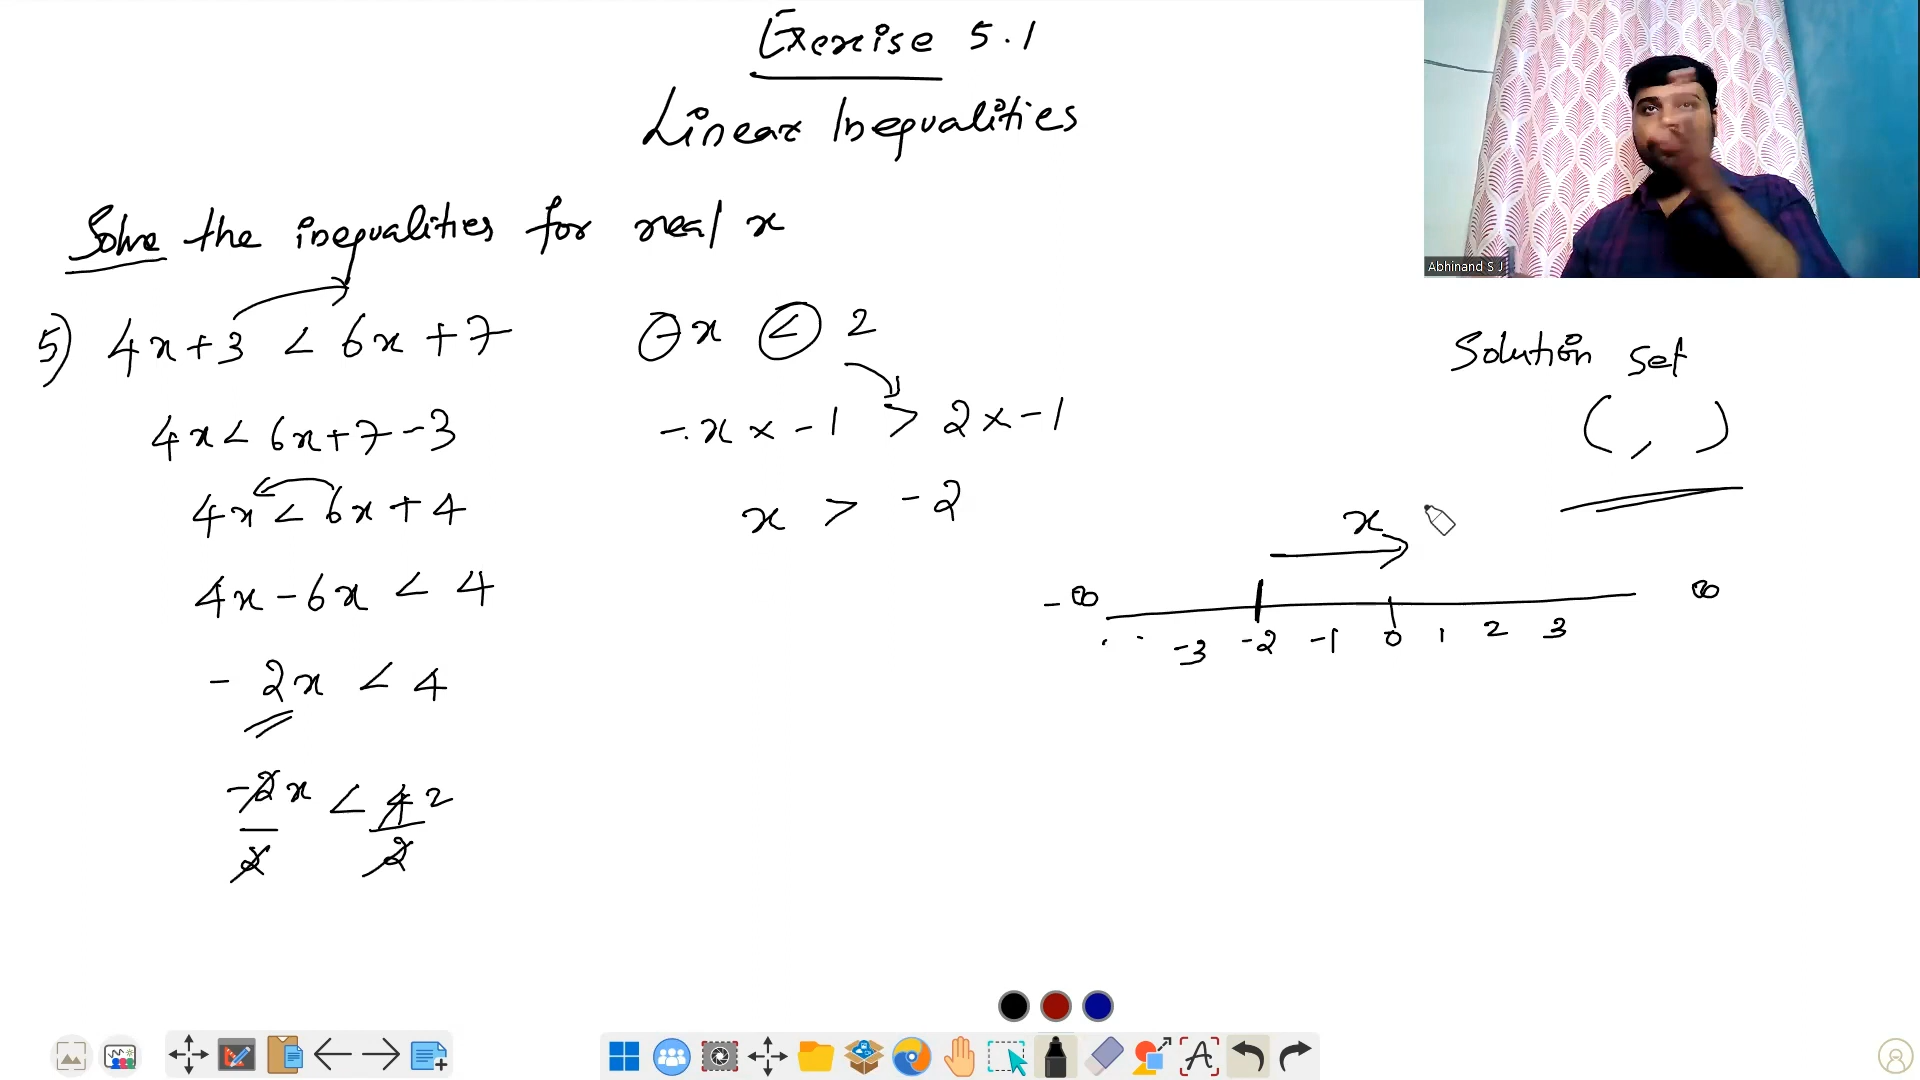 Exercise 5.1
Linear Inequalities
Solve the inequalities for real x
5) 4x+3 < 6x+7
4x < 6x+7-3
4x < 6x+4
4x-6x < 4
-2x < 4
-2x/2 < 4/2 2
-x < 2
-x × -1 > 2 × -1
x > -2
Abhinand S J
Solution set
( , )
x
-∞ ∞
. . -3 -2 -1 0 1 2 3